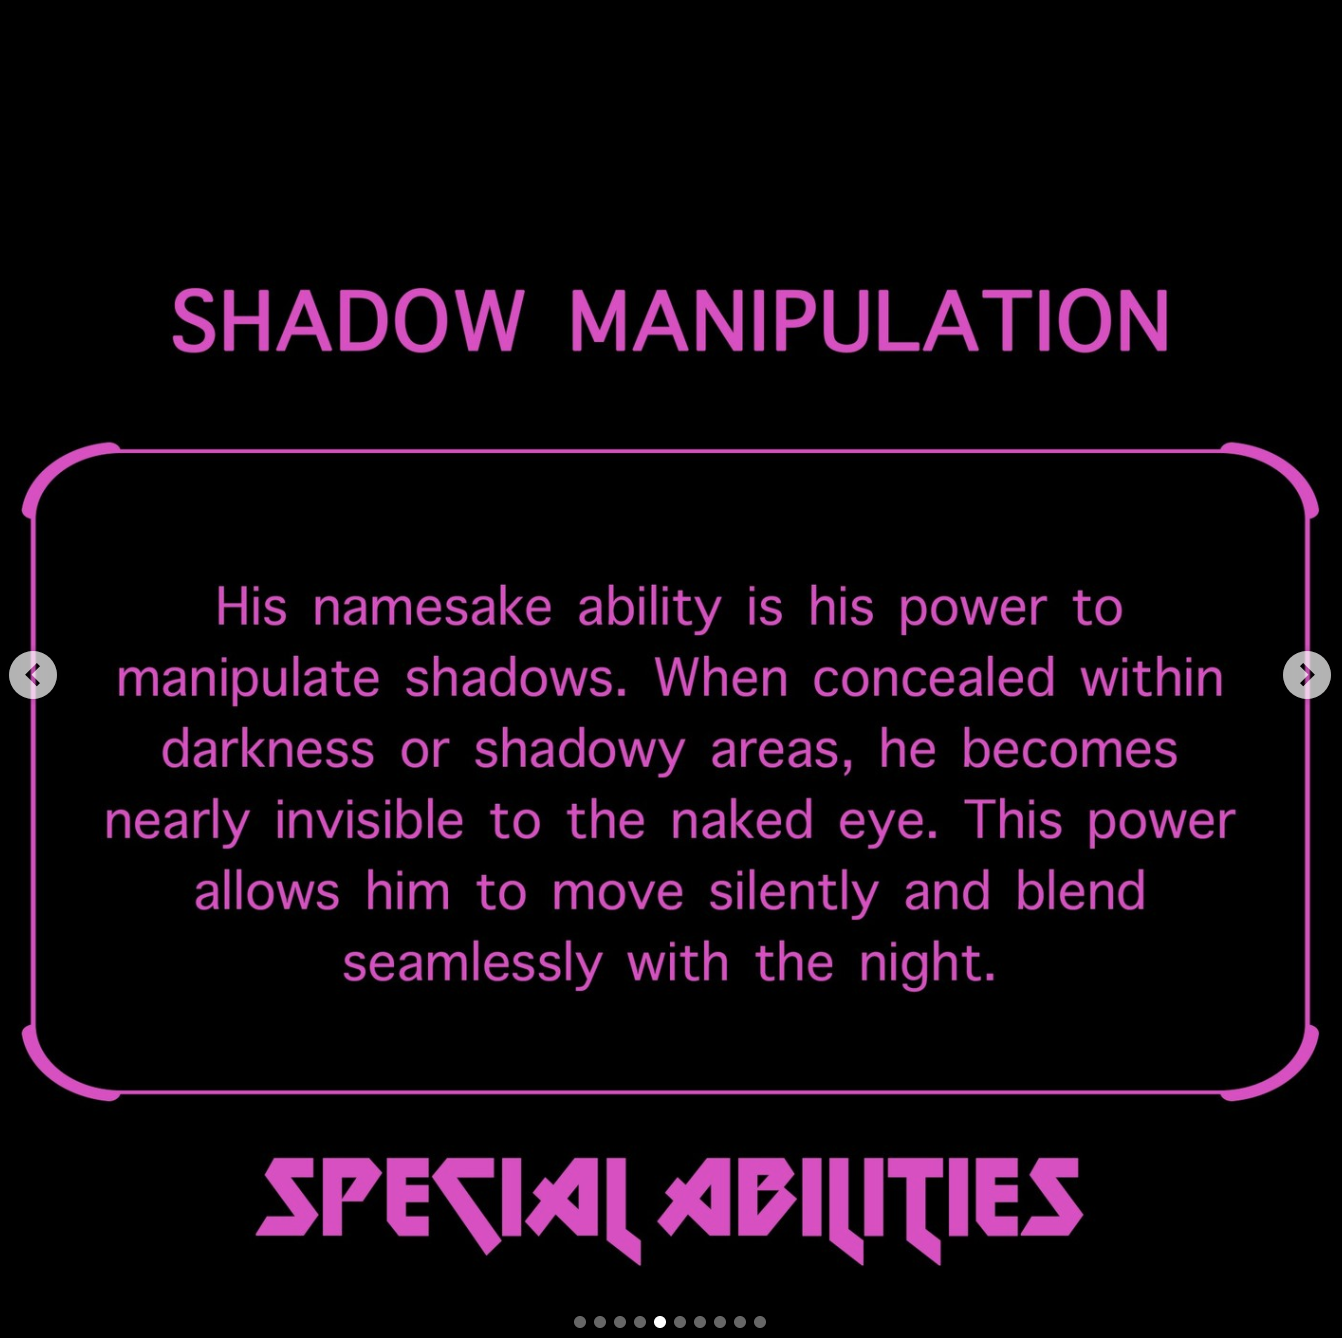 SHADOW MANIPULATION
His namesake ability is his power to
manipulate shadows. When concealed within
darkness or shadowy areas, he becomes
nearly invisible to the naked eye. This power
allows him to move silently and blend
seamlessly with the night.
SPECIAL ABILITIES